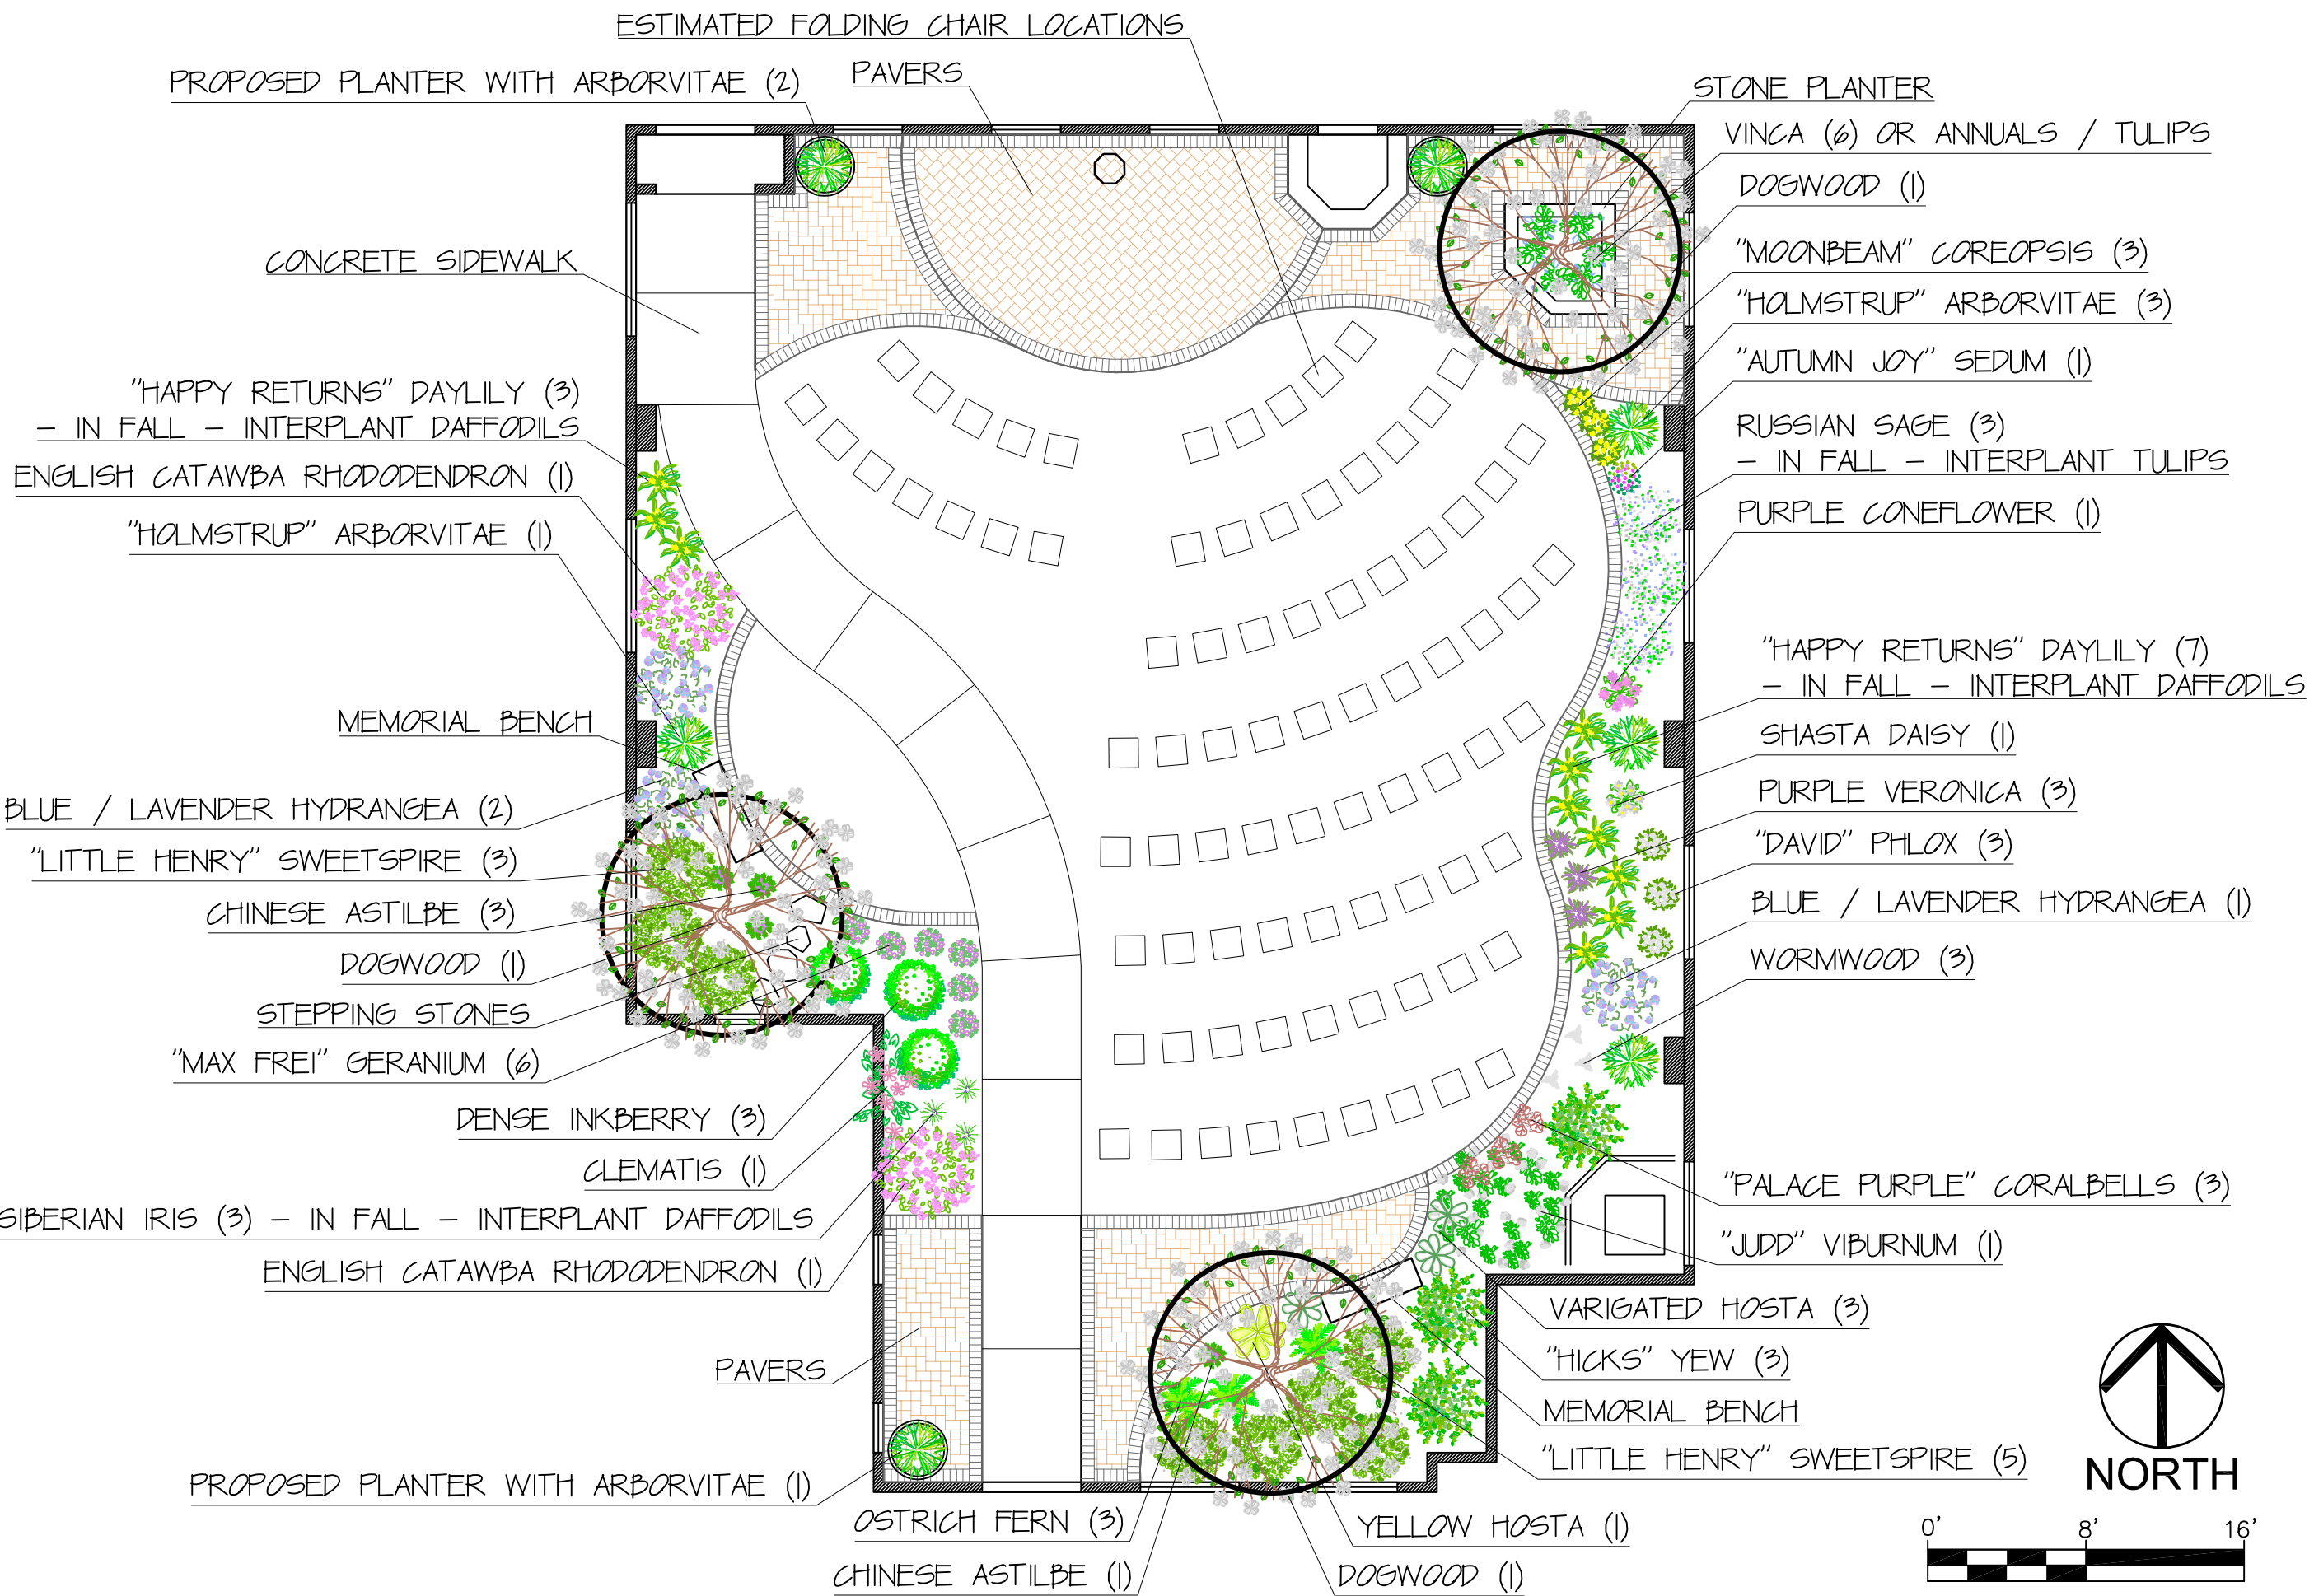 ESTIMATED FOLDING CHAIR LOCATIONS
PROPOSED PLANTER WITH ARBORVITAE (2)
PAVERS
CONCRETE SIDEWALK
"HAPPY RETURNS" DAYLILY (3)
- IN FALL - INTERPLANT DAFFODILS
ENGLISH CATAWBA RHODODENDRON (1)
"HOLMSTRUP" ARBORVITAE (1)
MEMORIAL BENCH
BLUE / LAVENDER HYDRANGEA (2)
"LITTLE HENRY" SWEETSPIRE (3)
CHINESE ASTILBE (3)
DOGWOOD (1)
STEPPING STONES
"MAX FREI" GERANIUM (6)
DENSE INKBERRY (3)
CLEMATIS (1)
SIBERIAN IRIS (3) - IN FALL - INTERPLANT DAFFODILS
ENGLISH CATAWBA RHODODENDRON (1)
PAVERS
PROPOSED PLANTER WITH ARBORVITAE (1)
OSTRICH FERN (3)
CHINESE ASTILBE (1)
STONE PLANTER
VINCA (6) OR ANNUALS / TULIPS
DOGWOOD (1)
"MOONBEAM" COREOPSIS (3)
"HOLMSTRUP" ARBORVITAE (3)
"AUTUMN JOY" SEDUM (1)
RUSSIAN SAGE (3)
- IN FALL - INTERPLANT TULIPS
PURPLE CONEFLOWER (1)
"HAPPY RETURNS" DAYLILY (7)
- IN FALL - INTERPLANT DAFFODILS
SHASTA DAISY (1)
PURPLE VERONICA (3)
"DAVID" PHLOX (3)
BLUE / LAVENDER HYDRANGEA (1)
WORMWOOD (3)
"PALACE PURPLE" CORALBELLS (3)
"JUDD" VIBURNUM (1)
VARIGATED HOSTA (3)
"HICKS" YEW (3)
MEMORIAL BENCH
"LITTLE HENRY" SWEETSPIRE (5)
YELLOW HOSTA (1)
DOGWOOD (1)
NORTH
0' 8' 16'